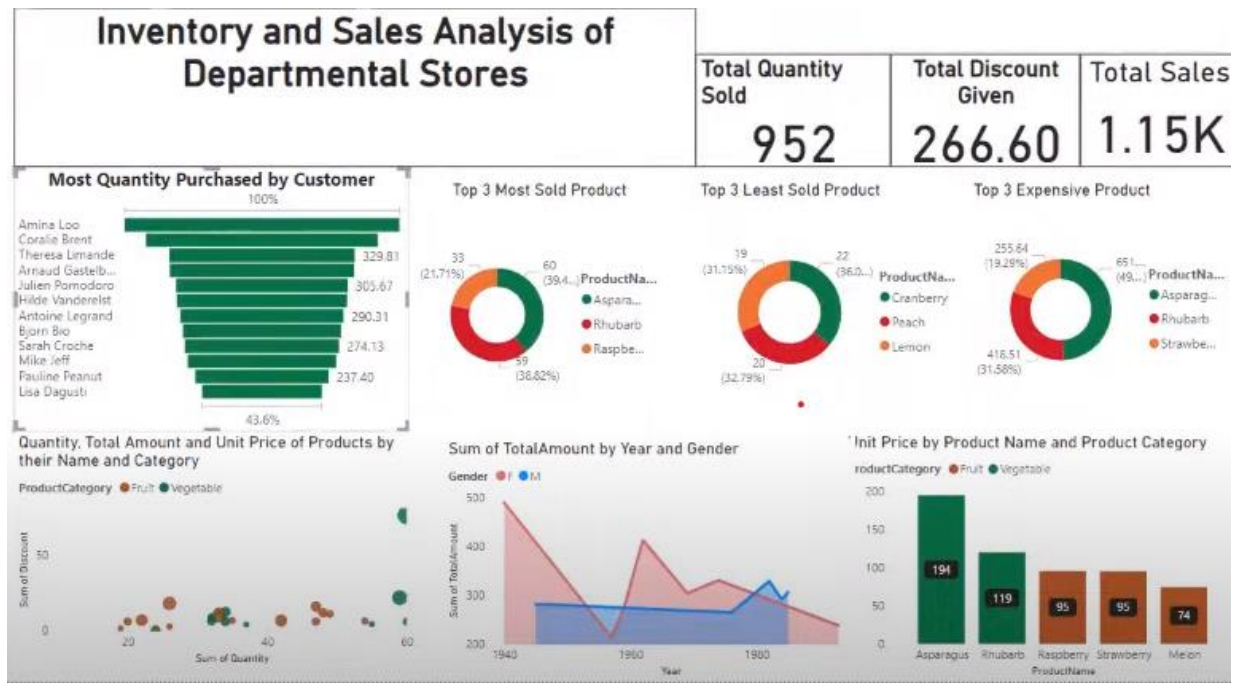 Inventory and Sales Analysis of
Departmental Stores
Total Quantity
Sold
952
Total Discount
Given
266.60
Total Sales
1.15K
Most Quantity Purchased by Customer
100%
Amina Loo
Coralie Brent
Theresa Limande
329.81
Arnaud Gastelb...
Julien Pomodoro
305.67
Hilde Vanderelst
Antoine Legrand
290.31
Bjorn Bio
Sarah Croche
274.13
Mike Jeff
Pauline Peanut
237.40
Lisa Dagusti
43.6%
Top 3 Most Sold Product
33
(21.71%)
60
(39.4...)
59
(38.82%)
ProductNa...
Aspara...
Rhubarb
Raspbe...
Top 3 Least Sold Product
19
(31.15%)
22
(36.0...)
20
(32.79%)
ProductNa...
Cranberry
Peach
Lemon
Top 3 Expensive Product
255.64
(19.29%)
651....
(49,...)
418.51
(31.58%)
ProductNa...
Asparag...
Rhubarb
Strawbe...
Quantity, Total Amount and Unit Price of Products by
their Name and Category
ProductCategory Fruit Vegetable
Sum of Discount
50
0
20 40 60
Sum of Quantity
Sum of TotalAmount by Year and Gender
Gender F M
Sum of TotalAmount
500
400
300
200
1940 1960 1980
Year
Unit Price by Product Name and Product Category
roductCategory Fruit Vegetable
200
150
100
50
0
194
119
95
95
74
Asparagus Rhubarb Raspberry Strawberry Melon
ProductName